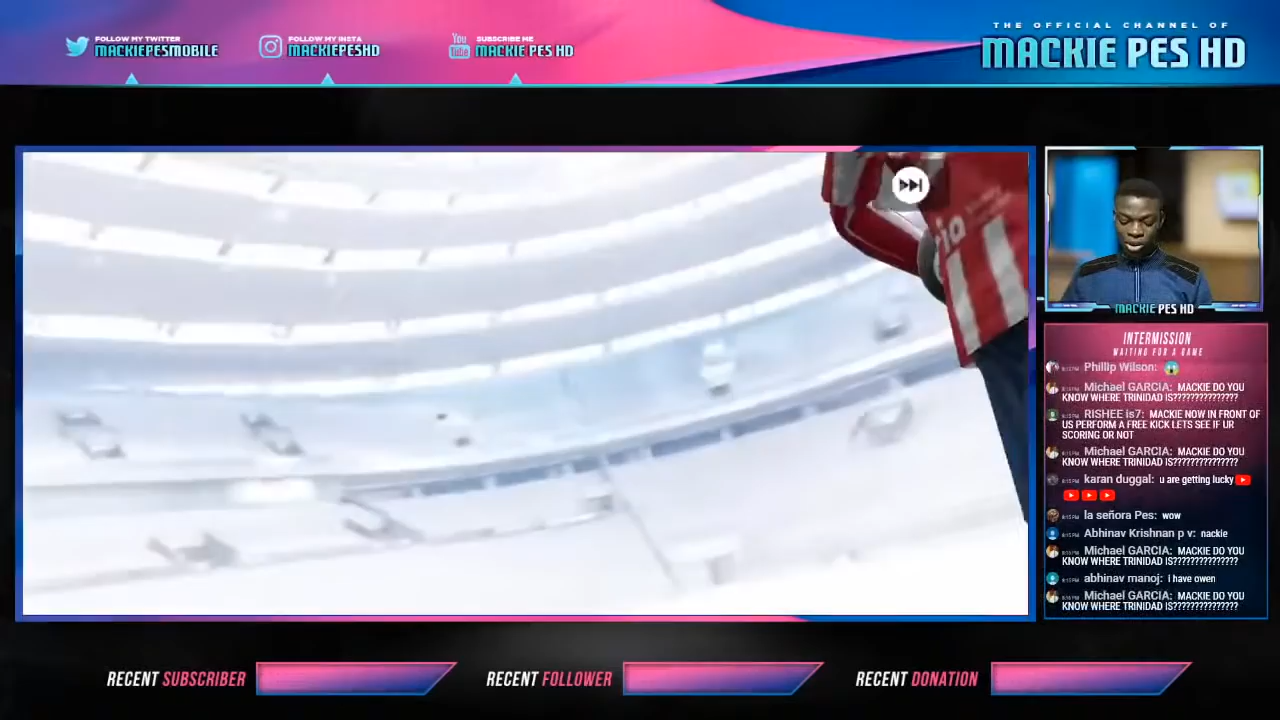 FOLLOW MY TWITTER
MACKIEPESMOBILE
FOLLOW MY INSTA
MACKIEPESHD
You Tube
SUBSCRIBE ME
MACKIE PES HD
THE OFFICIAL CHANNEL OF
MACKIE PES HD
MACKIE PES HD
INTERMISSION
WAITING FOR A GAME
Phillip Wilson:
Michael GARCIA: MACKIE DO YOU
KNOW WHERE TRINIDAD IS???????????????
RISHEE is7: MACKIE NOW IN FRONT OF
US PERFORM A FREE KICK LETS SEE IF UR
SCORING OR NOT
Michael GARCIA: MACKIE DO YOU
KNOW WHERE TRINIDAD IS???????????????
karan duggal: u are getting lucky
la señora Pes: wow
Abhinav Krishnan p v: nackie
Michael GARCIA: MACKIE DO YOU
KNOW WHERE TRINIDAD IS???????????????
abhinav manoj: i have owen
Michael GARCIA: MACKIE DO YOU
KNOW WHERE TRINIDAD IS???????????????
RECENT SUBSCRIBER
RECENT FOLLOWER
RECENT DONATION